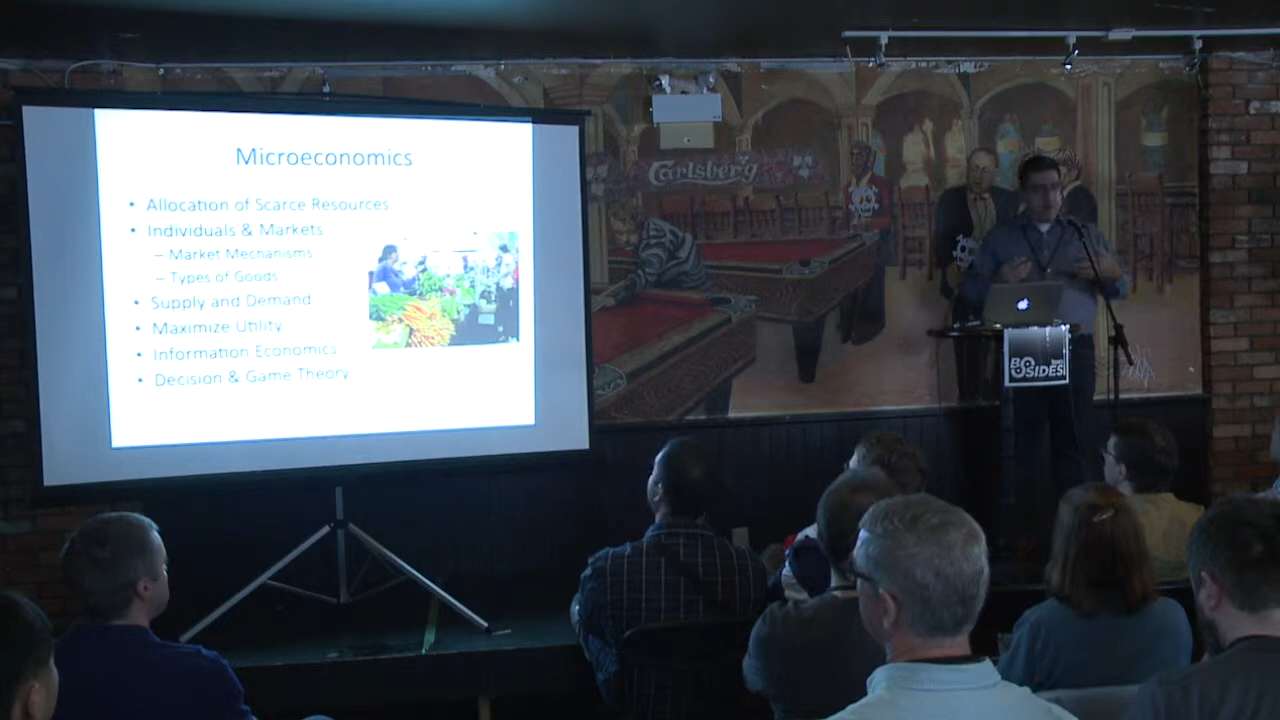 Microeconomics
• Allocation of Scarce Resources
• Individuals & Markets
– Market Mechanisms
– Types of Goods
• Supply and Demand
• Maximize Utility
• Information Economics
• Decision & Game Theory
Carlsberg
BSIDES